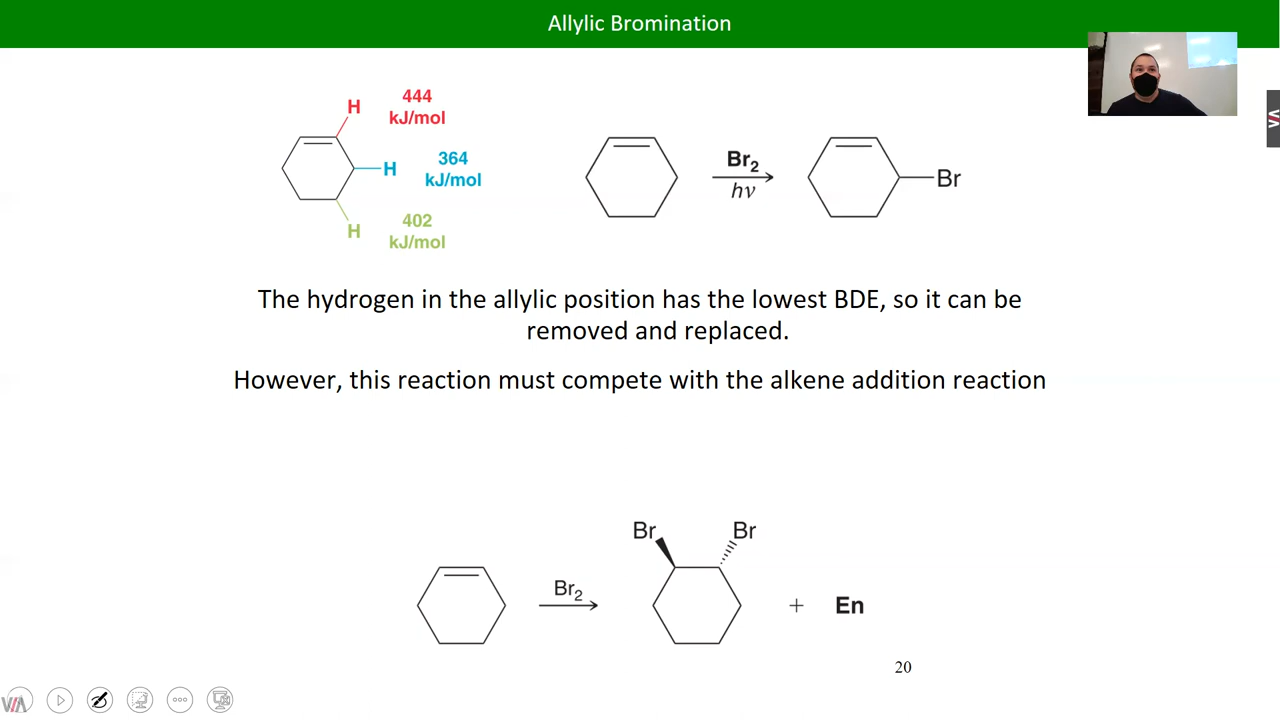 Allylic Bromination
H
444
kJ/mol
H
364
kJ/mol
H
402
kJ/mol
Br2
hν
Br
The hydrogen in the allylic position has the lowest BDE, so it can be
removed and replaced.
However, this reaction must compete with the alkene addition reaction
Br2
Br
Br
+
En
20
VIA
VIA